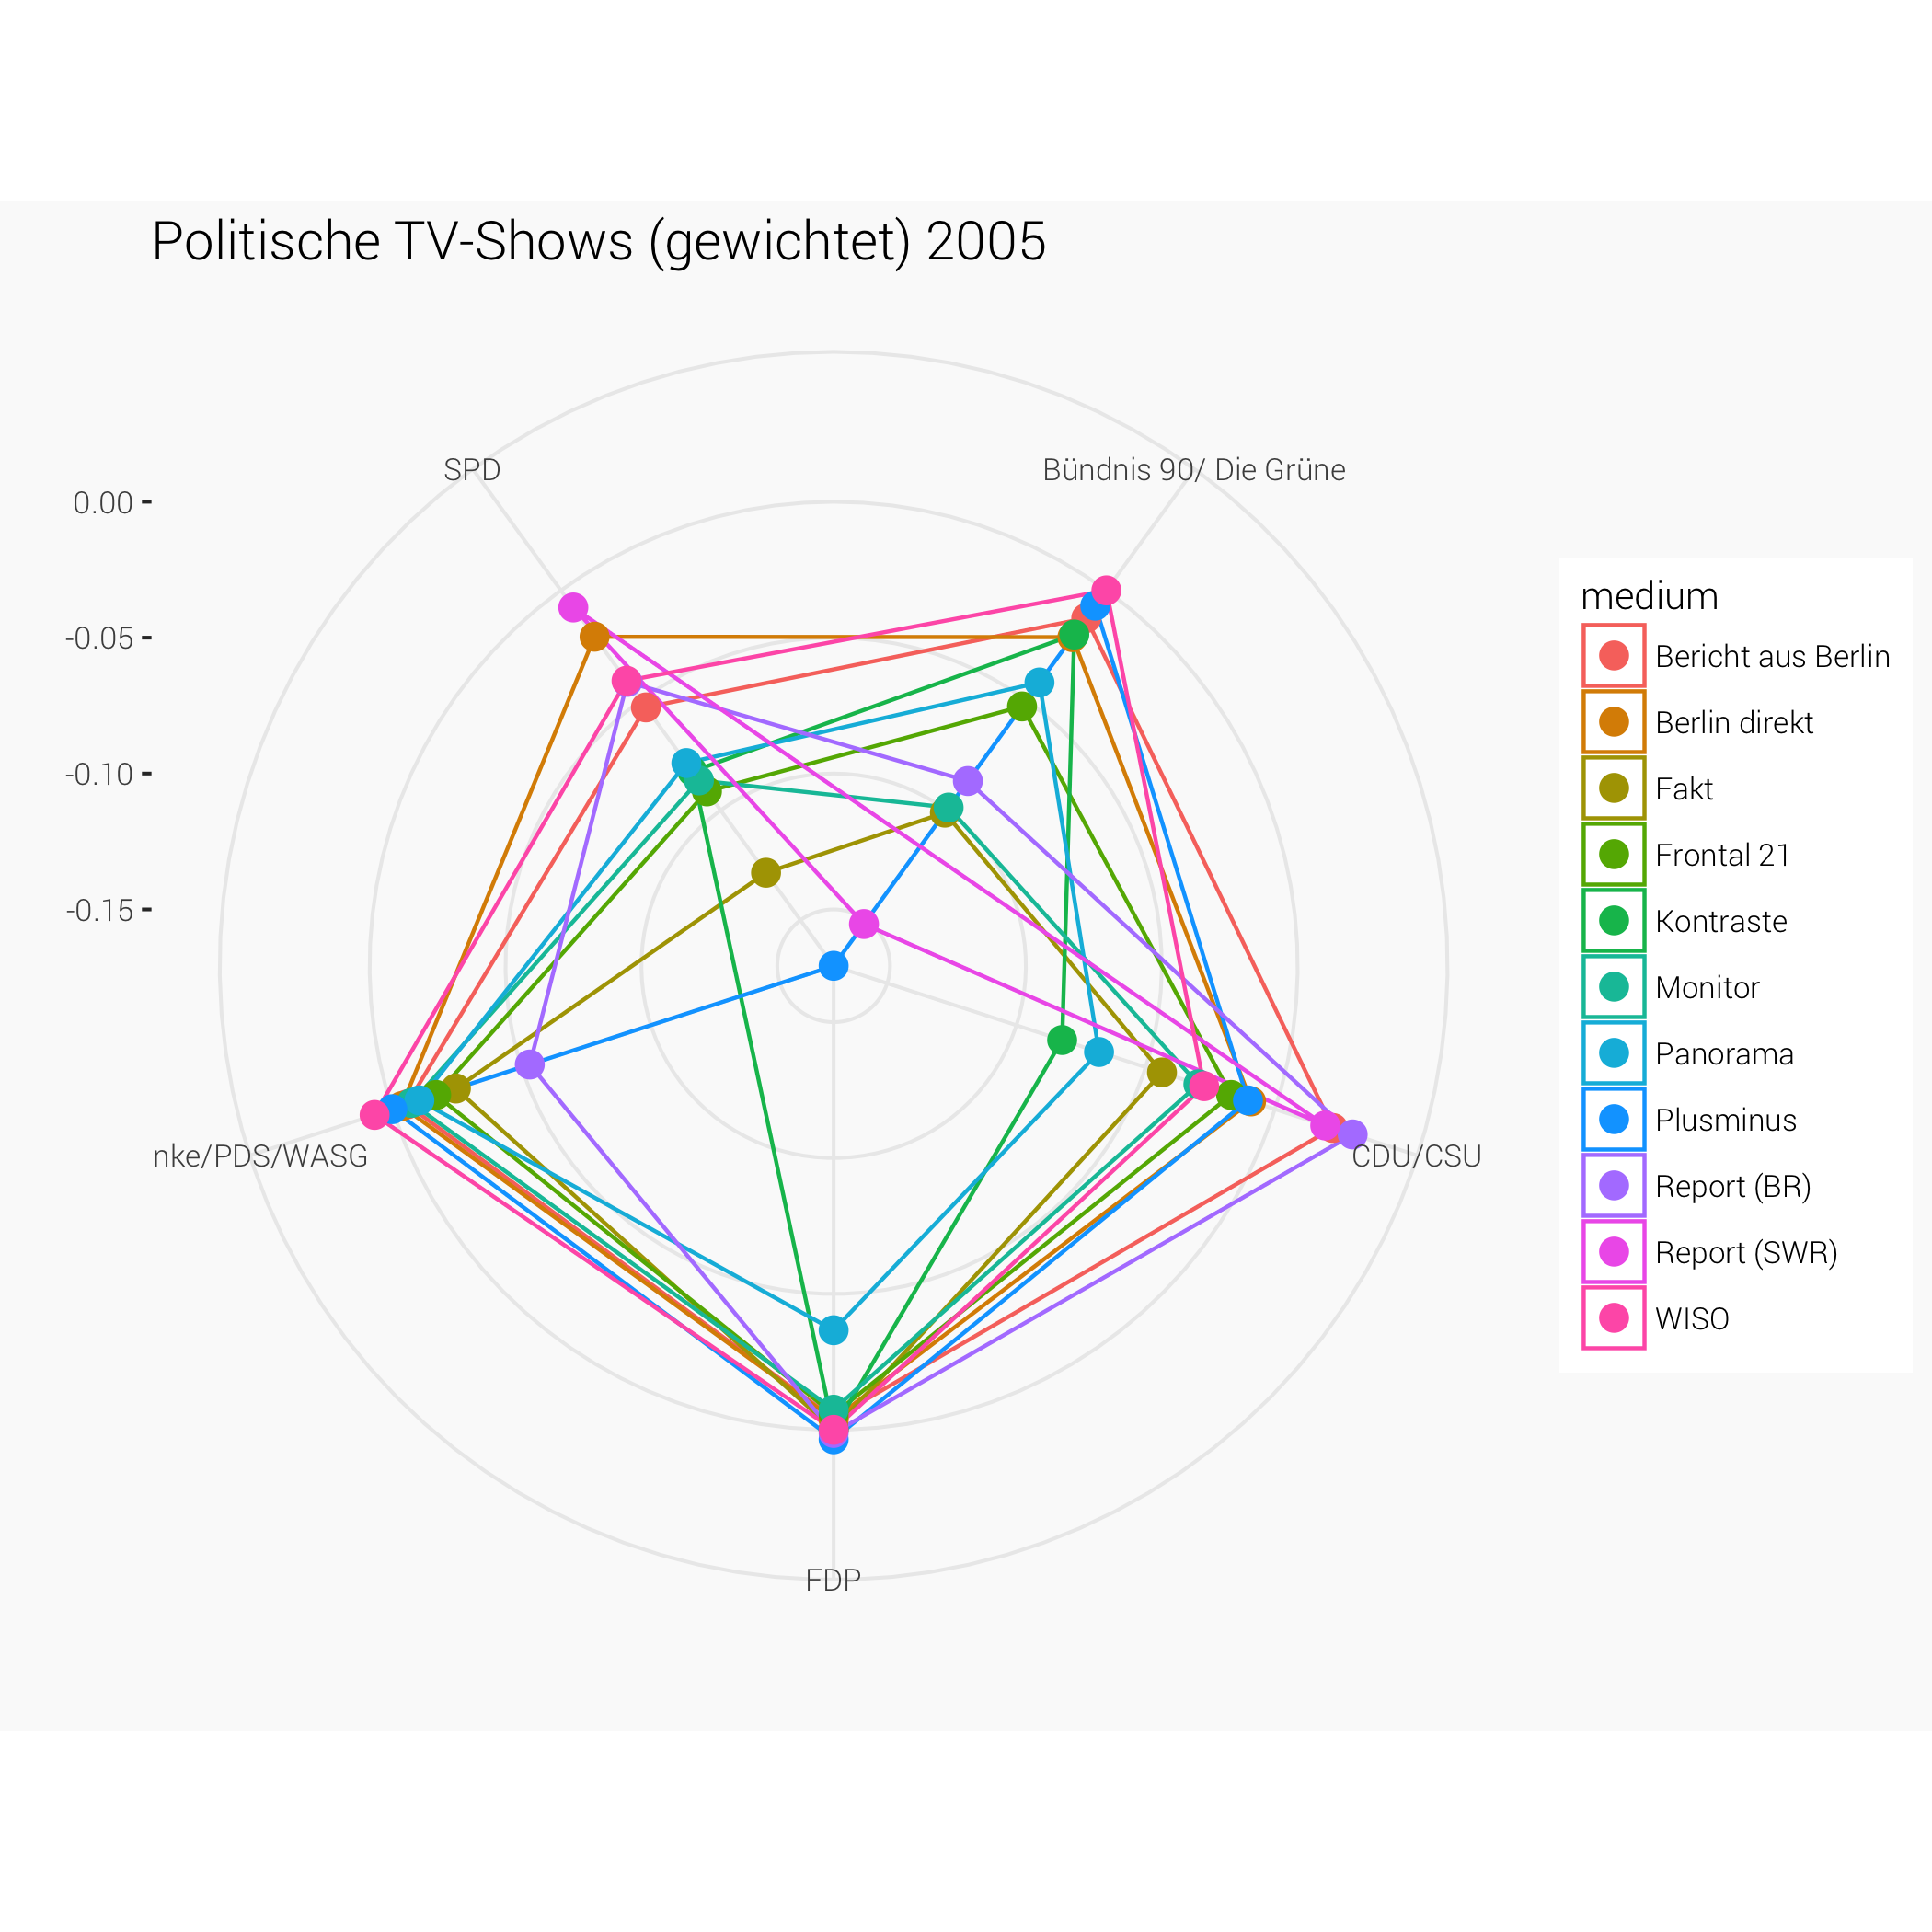 Politische TV-Shows (gewichtet) 2005
SPD
Bündnis 90/ Die Grüne
0.00
-0.05
-0.10
-0.15
nke/PDS/WASG
CDU/CSU
FDP
medium
Bericht aus Berlin
Berlin direkt
Fakt
Frontal 21
Kontraste
Monitor
Panorama
Plusminus
Report (BR)
Report (SWR)
WISO